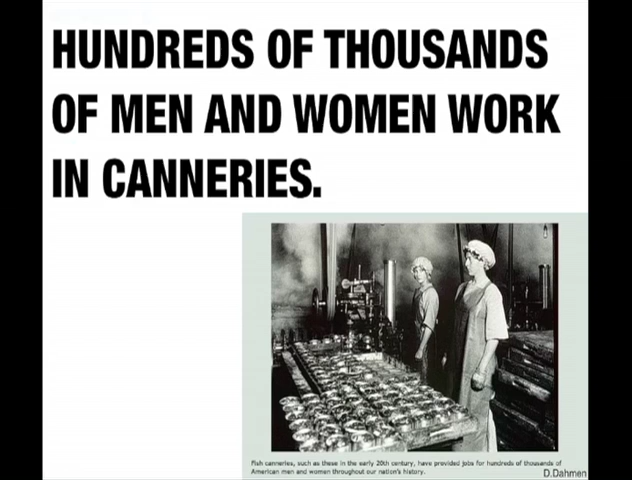 HUNDREDS OF THOUSANDS
OF MEN AND WOMEN WORK
IN CANNERIES.
Fish canneries, such as these in the early 20th century, have provided jobs for hundreds of thousands of
American men and women throughout our nation's history.
D.Dahmen